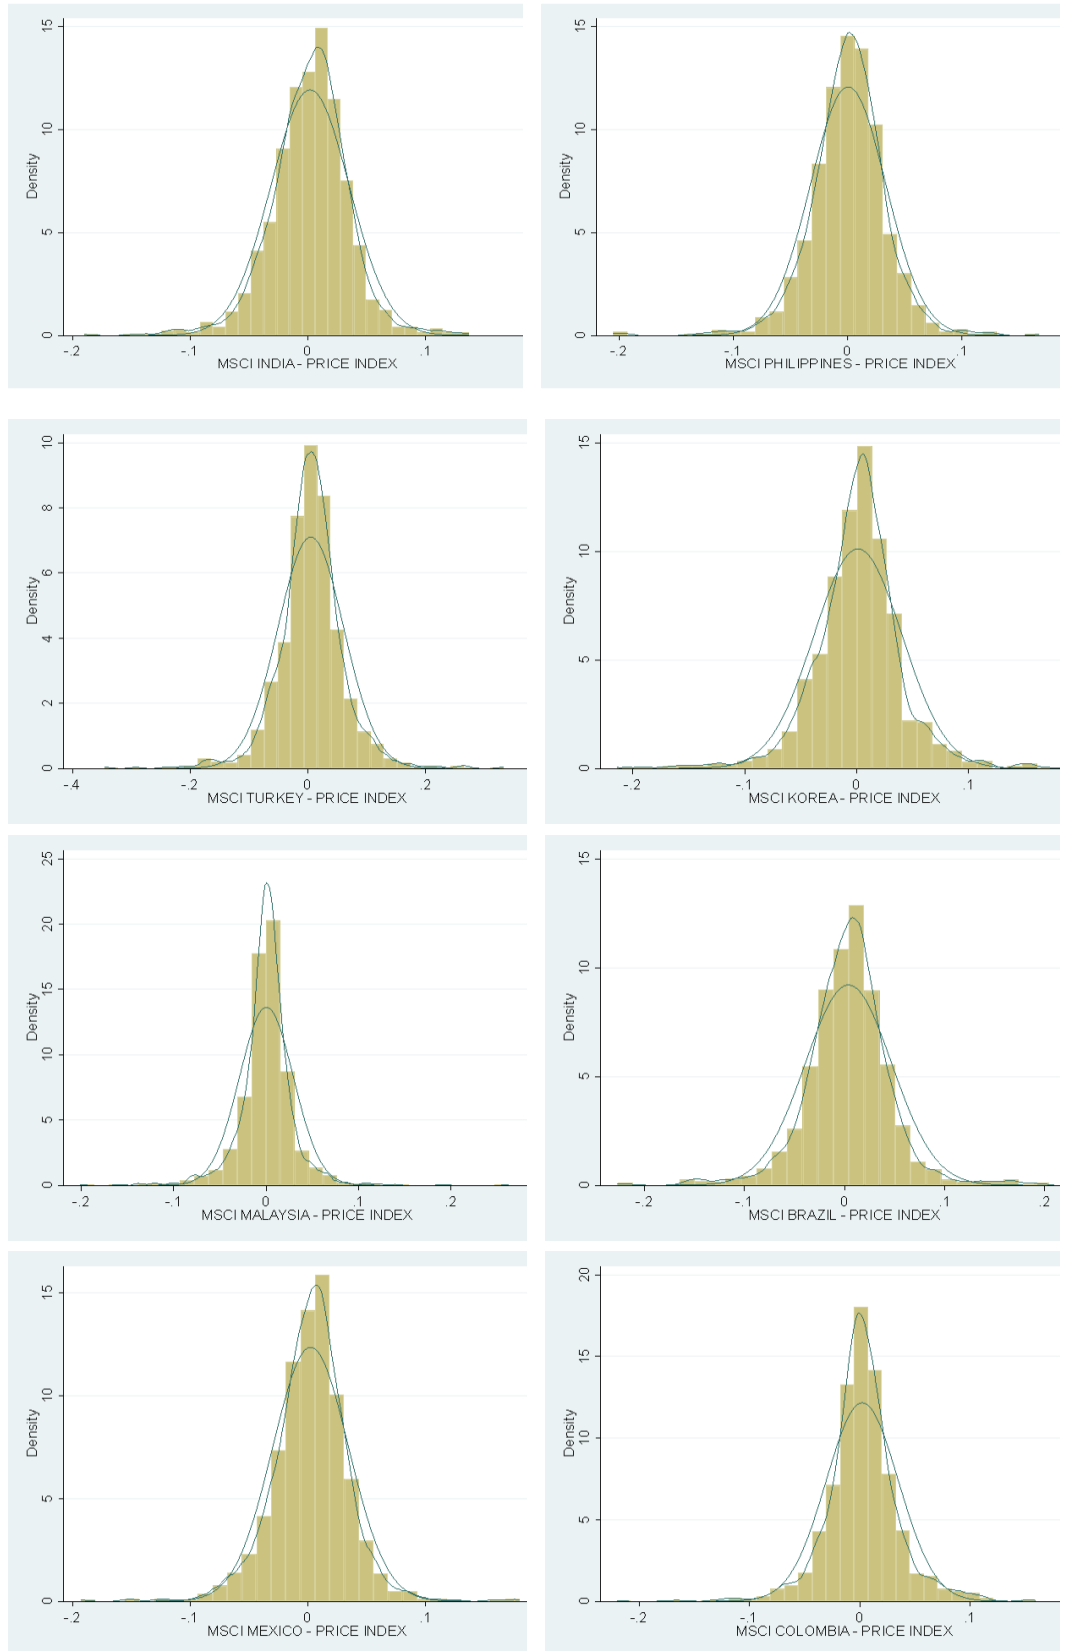 15
10
5
0
Density
-.2 -.1 0 .1
MSCI INDIA - PRICE INDEX
15
10
5
0
Density
-.2 -.1 0 .1
MSCI PHILIPPINES - PRICE INDEX
10
8
6
4
2
0
Density
-.4 -.2 0 .2
MSCI TURKEY - PRICE INDEX
15
10
5
0
Density
-.2 -.1 0 .1
MSCI KOREA - PRICE INDEX
25
20
15
10
5
0
Density
-.2 -.1 0 .1 .2
MSCI MALAYSIA - PRICE INDEX
15
10
5
0
Density
-.2 -.1 0 .1 .2
MSCI BRAZIL - PRICE INDEX
15
10
5
0
Density
-.2 -.1 0 .1
MSCI MEXICO - PRICE INDEX
20
15
10
5
0
Density
-.2 -.1 0 .1
MSCI COLOMBIA - PRICE INDEX